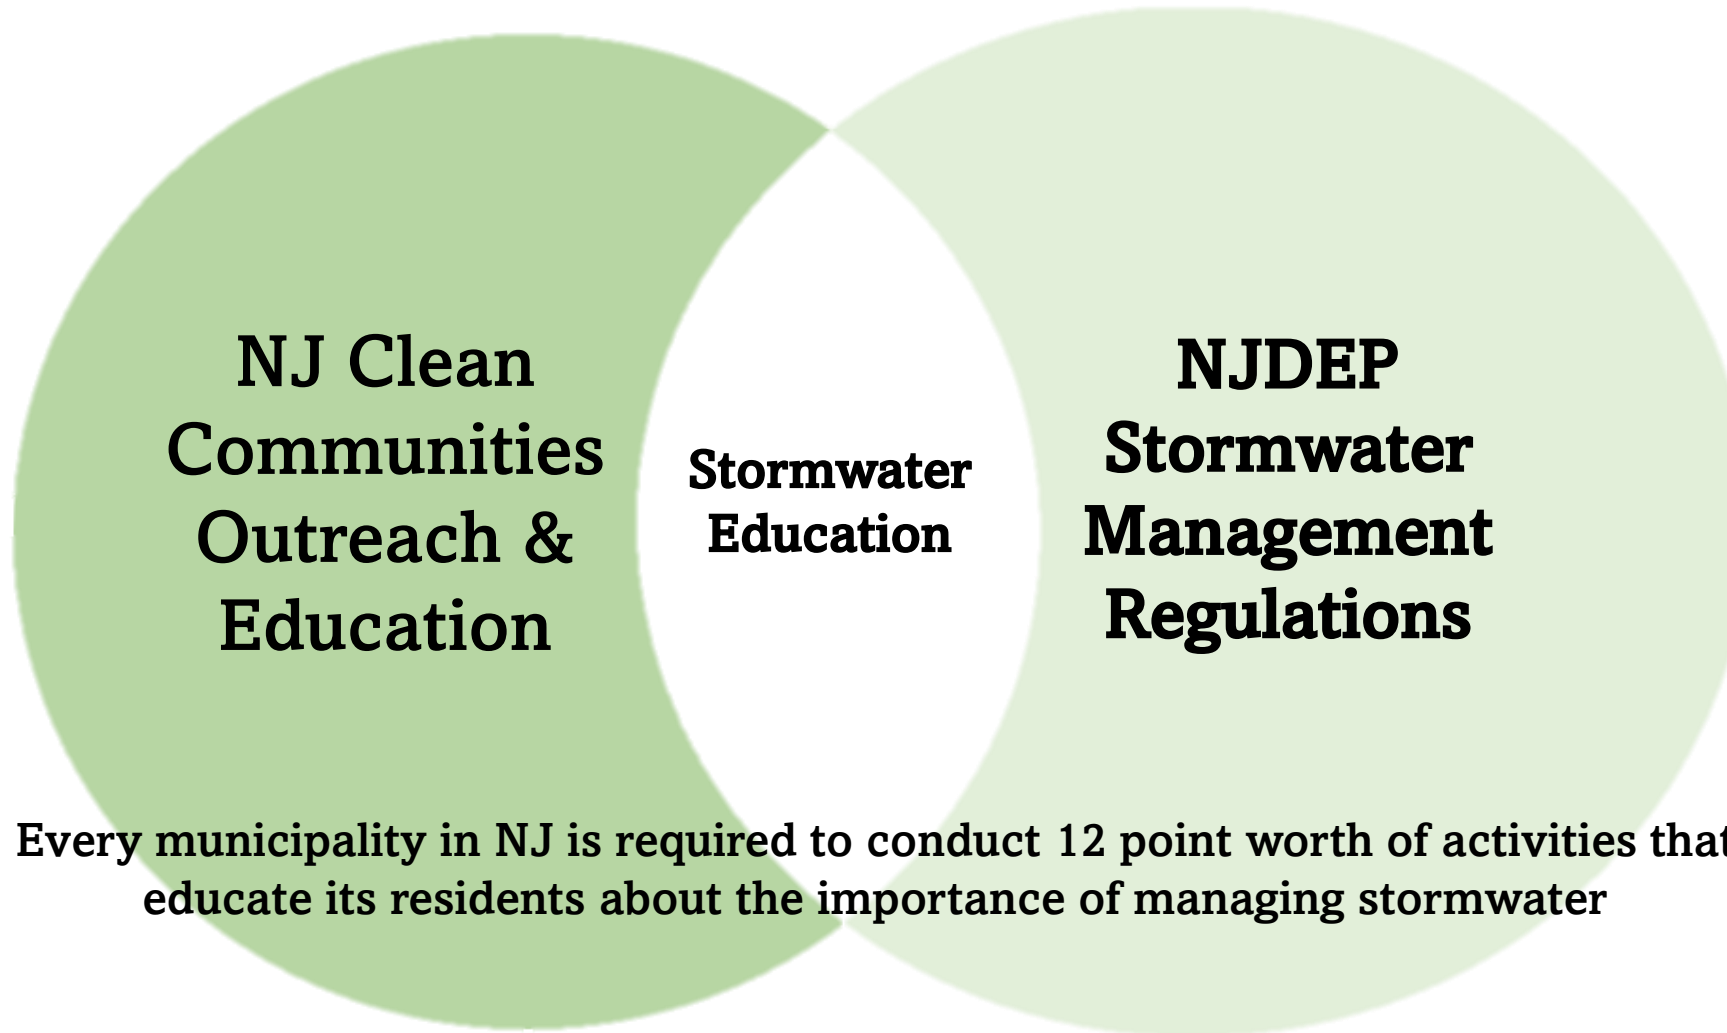 NJ Clean
Communities
Outreach &
Education
Stormwater
Education
NJDEP
Stormwater
Management
Regulations
Every municipality in NJ is required to conduct 12 point worth of activities that
educate its residents about the importance of managing stormwater